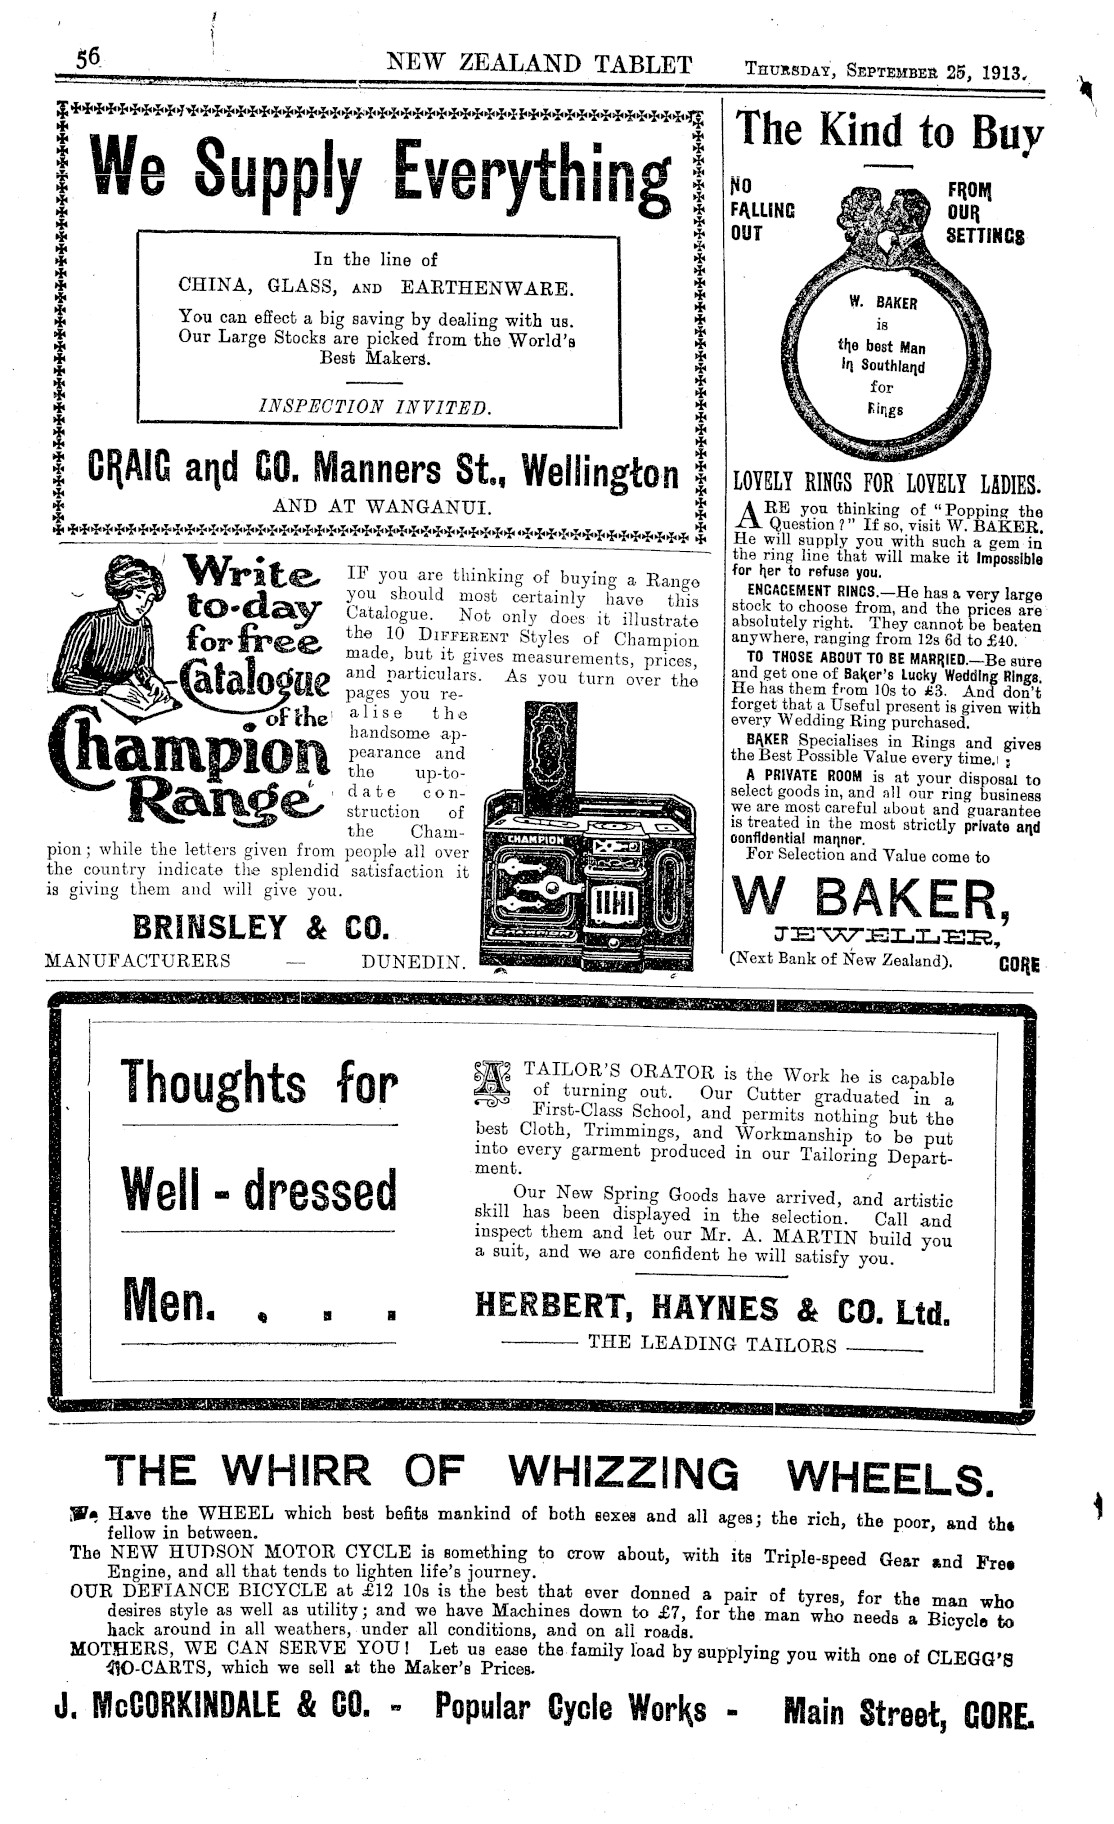 56
NEW ZEALAND TABLET
THURSDAY, SEPTEMBER 25, 1913.
We Supply Everything
In the line of
CHINA, GLASS, AND EARTHENWARE.
You can effect a big saving by dealing with us.
Our Large Stocks are picked from the World's
Best Makers.
INSPECTION INVITED.
CRAIG and CO. Manners St., Wellington
AND AT WANGANUI.
Write
to-day
for free
Catalogue
of the
Champion
Range
IF you are thinking of buying a Range
you should most certainly have this
Catalogue. Not only does it illustrate
the 10 DIFFERENT Styles of Champion
made, but it gives measurements, prices,
and particulars. As you turn over the
pages you re-
alise the
handsome ap-
pearance and
the up-to-
date con-
struction of
the Cham-
pion; while the letters given from people all over
the country indicate the splendid satisfaction it
is giving them and will give you.
CHAMPION
BRINSLEY & CO.
MANUFACTURERS — DUNEDIN.
The Kind to Buy
NO
FALLING
OUT
FROM
OUR
SETTINGS
W. BAKER
is
the best Man
in Southland
for
Rings
LOVELY RINGS FOR LOVELY LADIES.
ARE you thinking of "Popping the
Question?" If so, visit W. BAKER.
He will supply you with such a gem in
the ring line that will make it impossible
for her to refuse you.
ENGAGEMENT RINGS.—He has a very large
stock to choose from, and the prices are
absolutely right. They cannot be beaten
anywhere, ranging from 12s 6d to £40.
TO THOSE ABOUT TO BE MARRIED.—Be sure
and get one of Baker's Lucky Wedding Rings.
He has them from 10s to £3. And don't
forget that a Useful present is given with
every Wedding Ring purchased.
BAKER Specialises in Rings and gives
the Best Possible Value every time.
A PRIVATE ROOM is at your disposal to
select goods in, and all our ring business
we are most careful about and guarantee
is treated in the most strictly private and
confidential manner.
For Selection and Value come to
W BAKER,
JEWELLER,
(Next Bank of New Zealand). GORE
Thoughts for
Well-dressed
Men. . . .
A TAILOR'S ORATOR is the Work he is capable
of turning out. Our Cutter graduated in a
First-Class School, and permits nothing but the
best Cloth, Trimmings, and Workmanship to be put
into every garment produced in our Tailoring Depart-
ment.
Our New Spring Goods have arrived, and artistic
skill has been displayed in the selection. Call and
inspect them and let our Mr. A. MARTIN build you
a suit, and we are confident he will satisfy you.
HERBERT, HAYNES & CO. Ltd.
THE LEADING TAILORS
THE WHIRR OF WHIZZING WHEELS.
We Have the WHEEL which best befits mankind of both sexes and all ages; the rich, the poor, and the
fellow in between.
The NEW HUDSON MOTOR CYCLE is something to crow about, with its Triple-speed Gear and Free
Engine, and all that tends to lighten life's journey.
OUR DEFIANCE BICYCLE at £12 10s is the best that ever donned a pair of tyres, for the man who
desires style as well as utility; and we have Machines down to £7, for the man who needs a Bicycle to
hack around in all weathers, under all conditions, and on all roads.
MOTHERS, WE CAN SERVE YOU! Let us ease the family load by supplying you with one of CLEGG'S
GO-CARTS, which we sell at the Maker's Prices.
J. McCORKINDALE & CO. - Popular Cycle Works - Main Street, GORE.